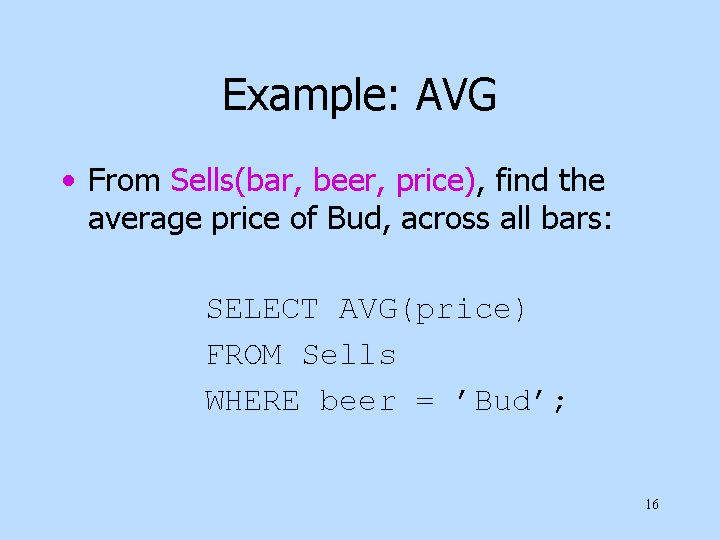 Example: AVG
• From Sells(bar, beer, price), find the
average price of Bud, across all bars:
SELECT AVG(price)
FROM Sells
WHERE beer = ’Bud’;
16